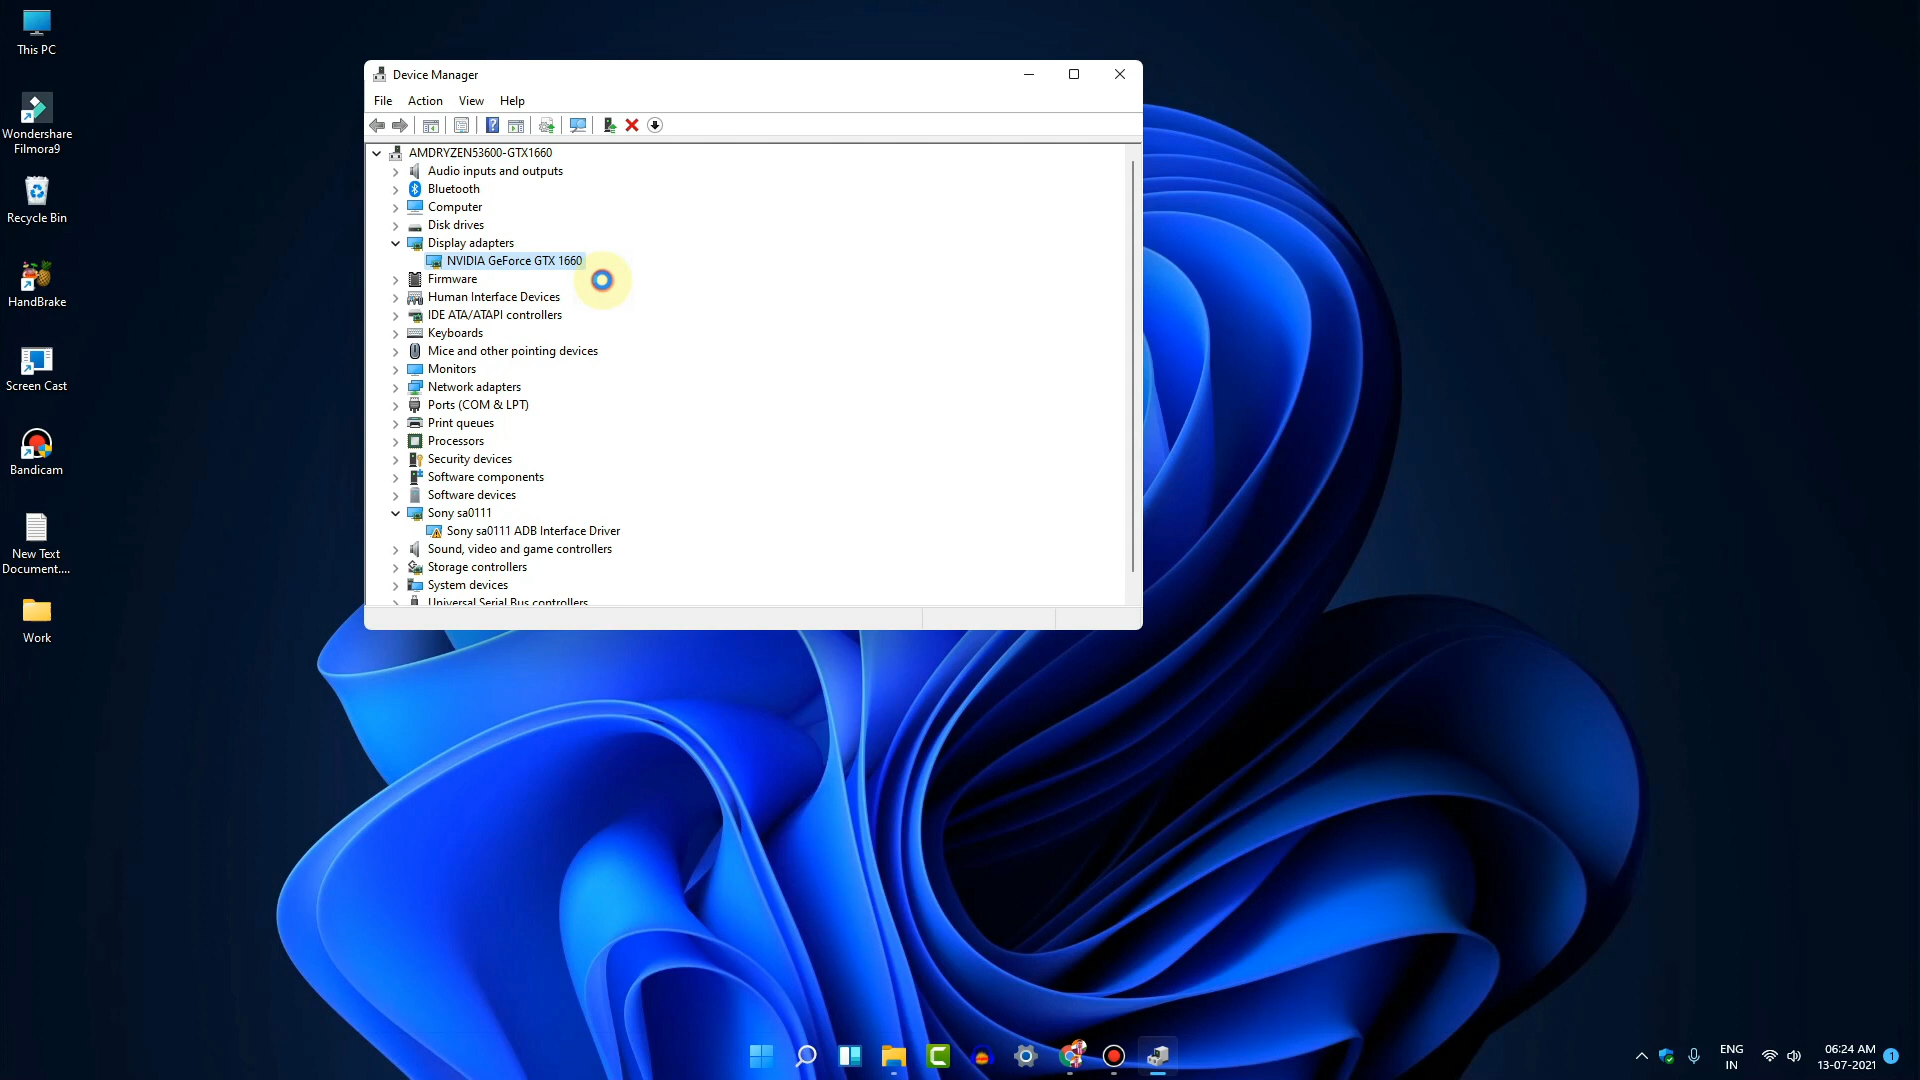 This PC
Wondershare
Filmora9
Recycle Bin
HandBrake
Screen Cast
Bandicam
New Text
Document....
Work
Device Manager
File Action View Help
AMDRYZEN53600-GTX1660
Audio inputs and outputs
Bluetooth
Computer
Disk drives
Display adapters
NVIDIA GeForce GTX 1660
Firmware
Human Interface Devices
IDE ATA/ATAPI controllers
Keyboards
Mice and other pointing devices
Monitors
Network adapters
Ports (COM & LPT)
Print queues
Processors
Security devices
Software components
Software devices
Sony sa0111
Sony sa0111 ADB Interface Driver
Sound, video and game controllers
Storage controllers
System devices
Universal Serial Bus controllers
ENG
IN
06:24 AM
13-07-2021
1